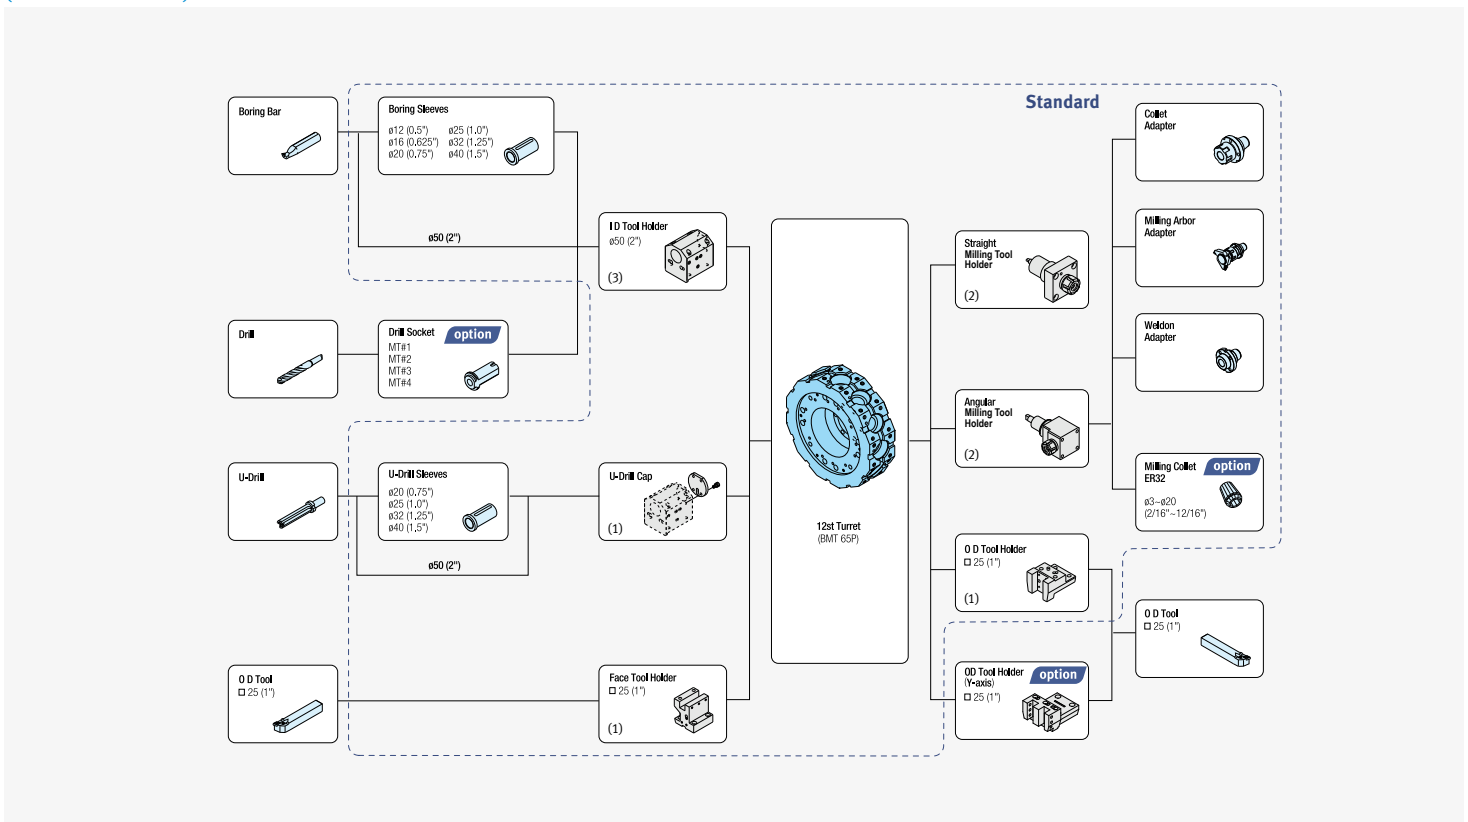 Standard
Boring Bar
Boring Sleeves
ø12 (0.5") ø25 (1.0")
ø16 (0.625") ø32 (1.25")
ø20 (0.75") ø40 (1.5")
ø50 (2")
I D Tool Holder
ø50 (2")
(3)
Drill
Drill Socket
option
MT#1
MT#2
MT#3
MT#4
U-Drill
U-Drill Sleeves
ø20 (0.75")
ø25 (1.0")
ø32 (1.25")
ø40 (1.5")
ø50 (2")
U-Drill Cap
(1)
O D Tool
□ 25 (1")
Face Tool Holder
□ 25 (1")
(1)
12st Turret
(BMT 65P)
Straight
Milling Tool
Holder
(2)
Angular
Milling Tool
Holder
(2)
O D Tool Holder
□ 25 (1")
(1)
OD Tool Holder
(Y-axis)
option
□ 25 (1")
Collet
Adapter
Milling Arbor
Adapter
Weldon
Adapter
Milling Collet
ER32
option
ø3~ø20
(2/16"~12/16")
O D Tool
□ 25 (1")